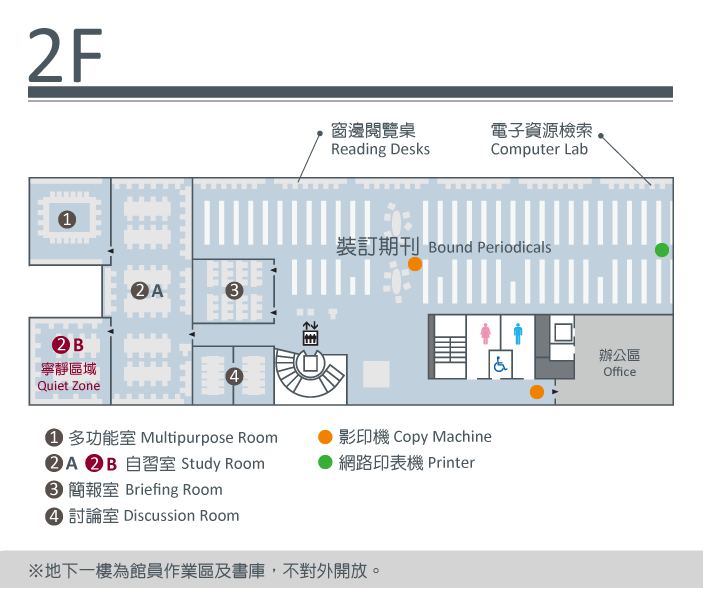 2F
窗邊閱覽桌
Reading Desks
電子資源檢索
Computer Lab
1
裝訂期刊 Bound Periodicals
2 A
3
2 B
寧靜區域
Quiet Zone
4
辦公區
Office
1 多功能室 Multipurpose Room
2 A 2 B 自習室 Study Room
3 簡報室 Briefing Room
4 討論室 Discussion Room
影印機 Copy Machine
網路印表機 Printer
※地下一樓為館員作業區及書庫，不對外開放。